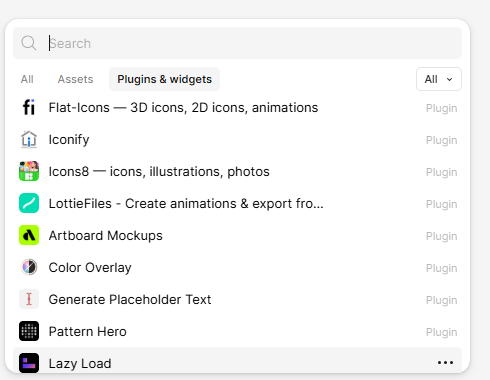 Search
All Assets Plugins & widgets All
Flat-Icons — 3D icons, 2D icons, animations Plugin
Iconify Plugin
Icons8 — icons, illustrations, photos Plugin
LottieFiles - Create animations & export fro... Plugin
Artboard Mockups Plugin
Color Overlay Plugin
Generate Placeholder Text Plugin
Pattern Hero Plugin
Lazy Load